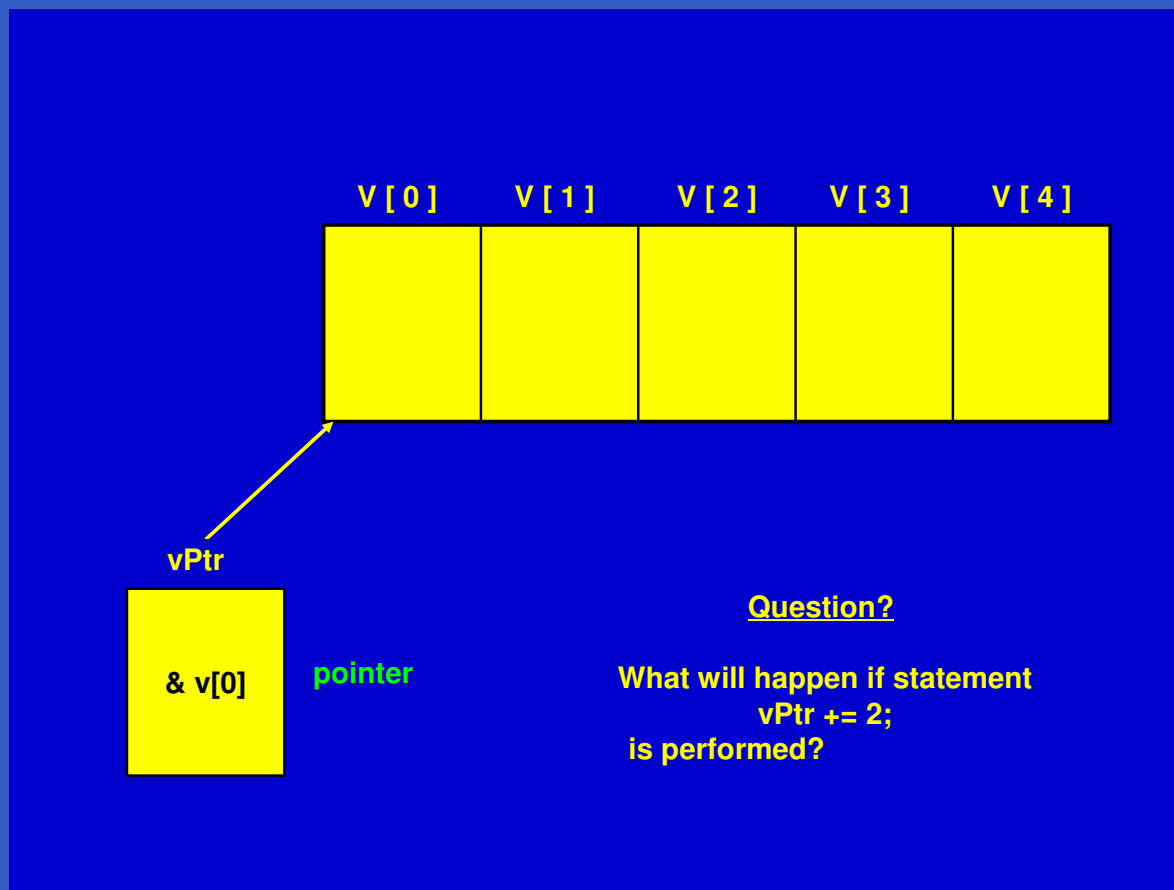 V [ 0 ] V [ 1 ] V [ 2 ] V [ 3 ] V [ 4 ]
vPtr
& v[0]
pointer
Question?
What will happen if statement
vPtr += 2;
is performed?